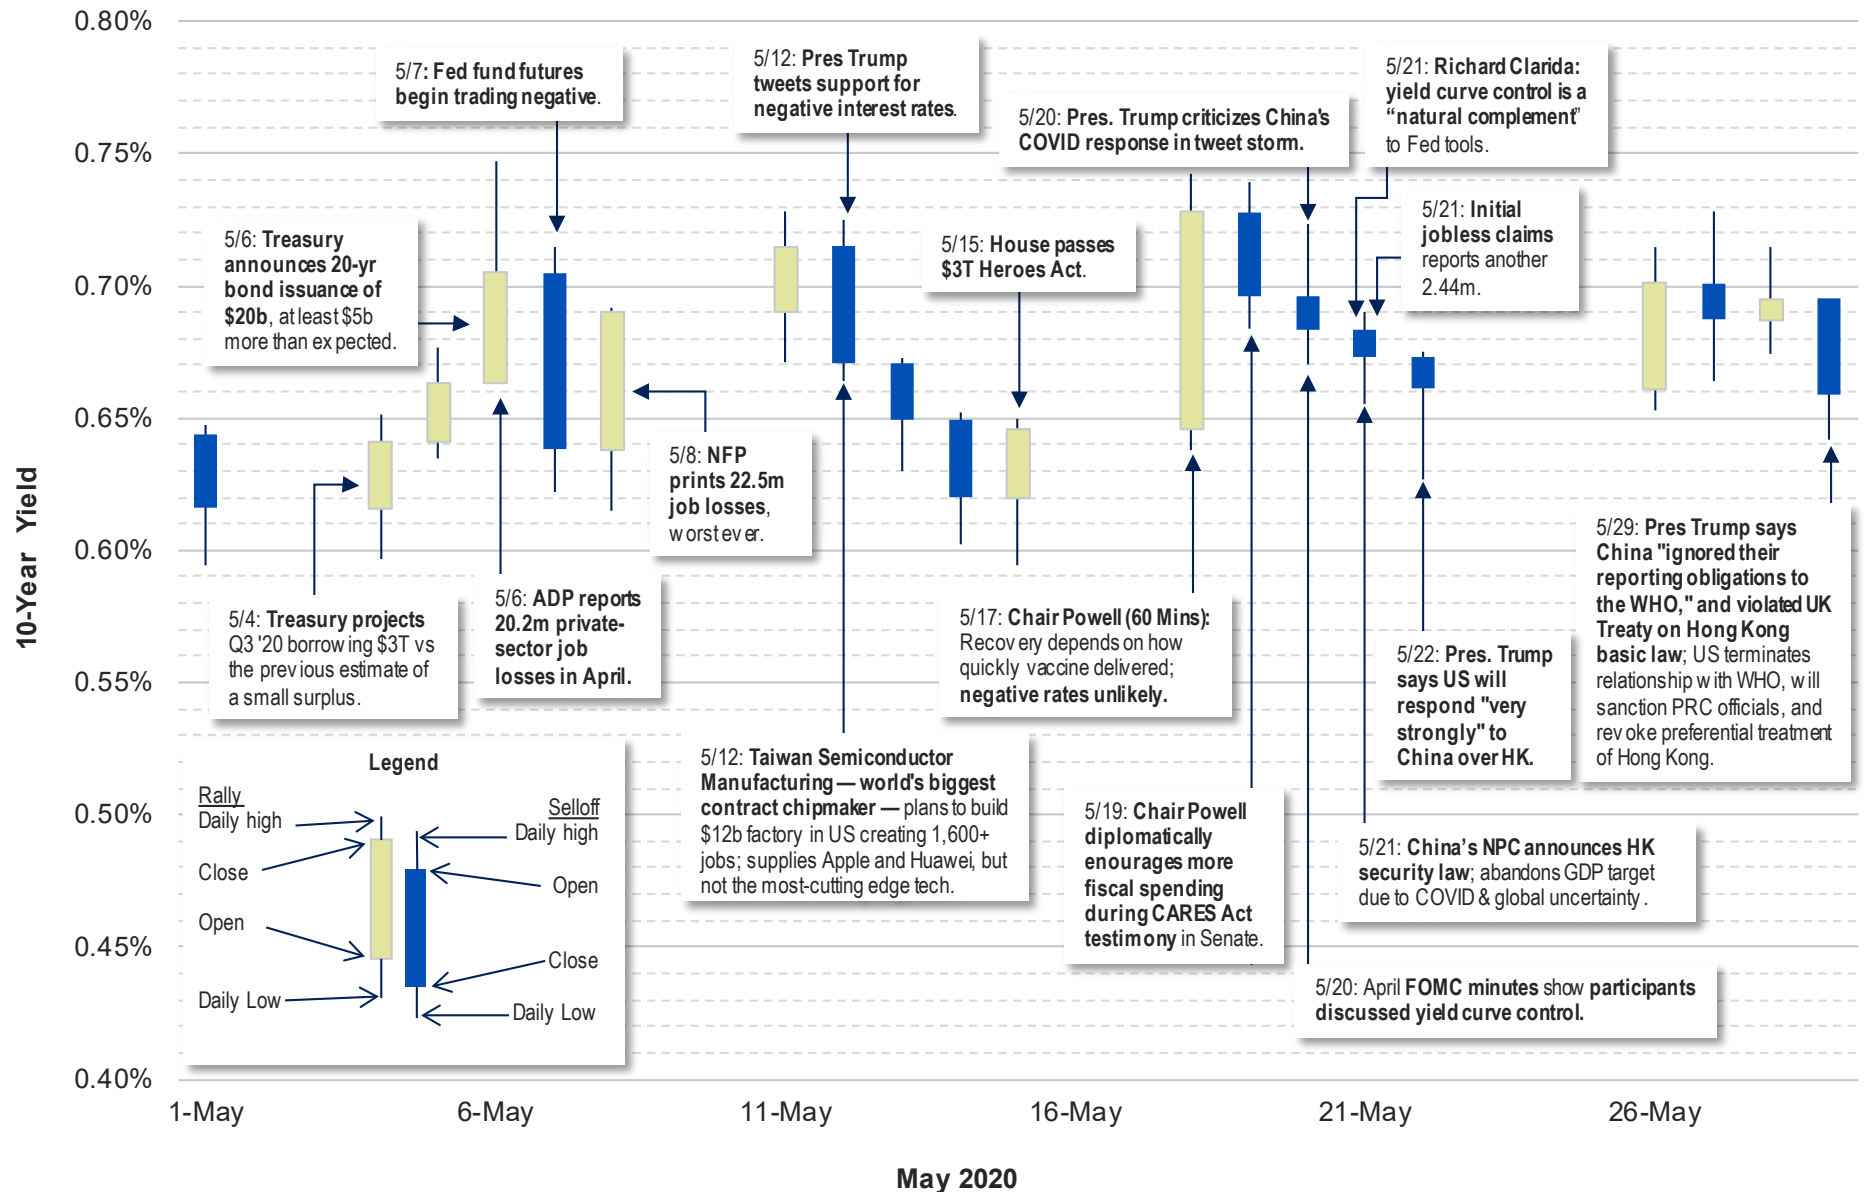 0.80%
0.75%
0.70%
0.65%
0.60%
0.55%
0.50%
0.45%
0.40%
10-Year Yield
5/7: Fed fund futures
begin trading negative.
5/12: Pres Trump
tweets support for
negative interest rates.
5/20: Pres. Trump criticizes China's
COVID response in tweet storm.
5/21: Richard Clarida:
yield curve control is a
“natural complement”
to Fed tools.
5/6: Treasury
announces 20-yr
bond issuance of
$20b, at least $5b
more than expected.
5/15: House passes
$3T Heroes Act.
5/21: Initial
jobless claims
reports another
2.44m.
5/8: NFP
prints 22.5m
job losses,
worst ever.
5/4: Treasury projects
Q3 '20 borrowing $3T vs
the previous estimate of
a small surplus.
5/6: ADP reports
20.2m private-
sector job
losses in April.
5/17: Chair Powell (60 Mins):
Recovery depends on how
quickly vaccine delivered;
negative rates unlikely.
5/22: Pres. Trump
says US will
respond "very
strongly" to
China over HK.
5/29: Pres Trump says
China "ignored their
reporting obligations to
the WHO," and violated UK
Treaty on Hong Kong
basic law; US terminates
relationship with WHO, will
sanction PRC officials, and
revoke preferential treatment
of Hong Kong.
5/12: Taiwan Semiconductor
Manufacturing — world's biggest
contract chipmaker — plans to build
$12b factory in US creating 1,600+
jobs; supplies Apple and Huawei, but
not the most-cutting edge tech.
5/19: Chair Powell
diplomatically
enourages more
fiscal spending
during CARES Act
testimony in Senate.
5/21: China’s NPC announces HK
security law; abandons GDP target
due to COVID & global uncertainty.
5/20: April FOMC minutes show participants
discussed yield curve control.
Legend
Rally
Daily high
Close
Open
Daily Low
Selloff
Daily high
Open
Close
Daily Low
1-May
6-May
11-May
16-May
21-May
26-May
May 2020